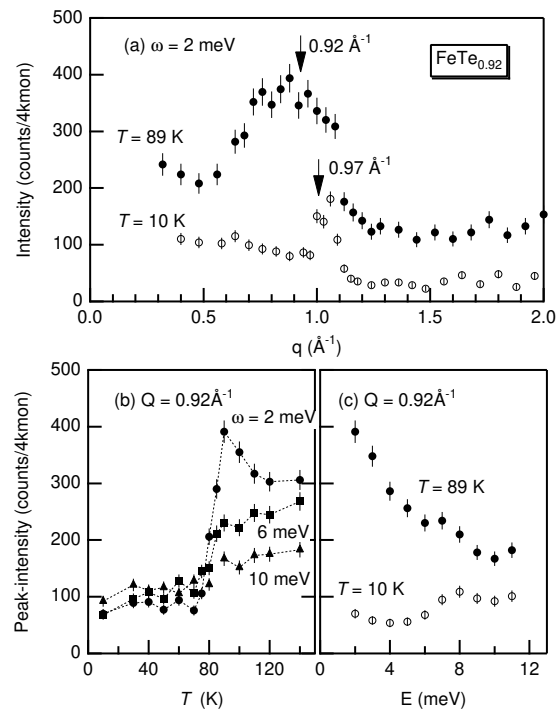 500
400
300
200
100
0
Intensity (counts/4kmon)
(a) ω = 2 meV
0.92 Å⁻¹
FeTe₀.₉₂
T = 89 K
0.97 Å⁻¹
T = 10 K
0.0
0.5
1.0
1.5
2.0
q (Å⁻¹)
500
400
300
200
100
0
Peak-intensity (counts/4kmon)
(b) Q = 0.92Å⁻¹
ω = 2 meV
6 meV
10 meV
0
40
80
120
T (K)
(c) Q = 0.92Å⁻¹
T = 89 K
T = 10 K
0
4
8
12
E (meV)